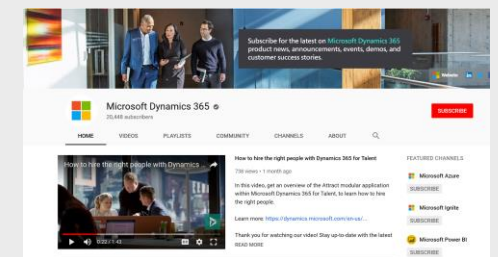 Subscribe for the latest on Microsoft Dynamics 365
product news, announcements, events, demos, and
customer success stories.
Website
Microsoft Dynamics 365
20,448 subscribers
SUBSCRIBE
HOME VIDEOS PLAYLISTS COMMUNITY CHANNELS ABOUT
How to hire the right people with Dynamics ...
0:22 / 1:43
How to hire the right people with Dynamics 365 for Talent
738 views • 1 month ago
In this video, get an overview of the Attract modular application
within Microsoft Dynamics 365 for Talent, to learn how to hire
the right people.
Learn more: https://dynamics.microsoft.com/en-us/...
Thank you for watching our video! Stay up-to-date with the latest
READ MORE
FEATURED CHANNELS
Microsoft Azure
SUBSCRIBE
Microsoft Ignite
SUBSCRIBE
Microsoft Power BI
SUBSCRIBE